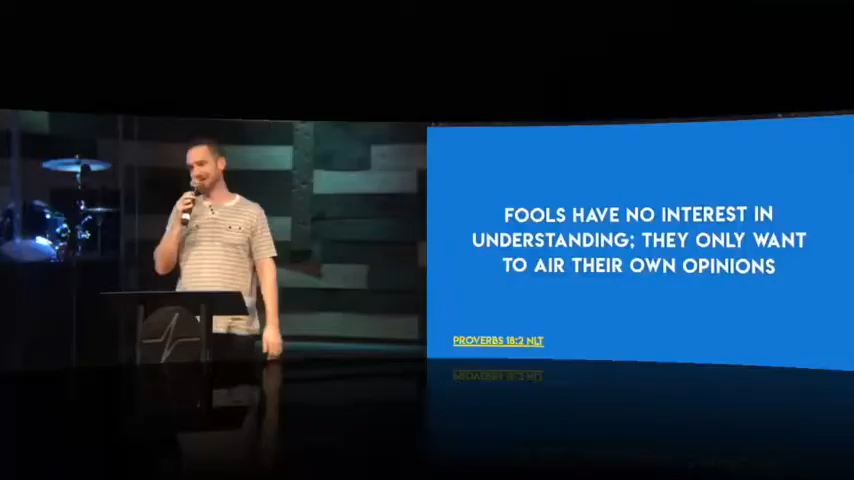 FOOLS HAVE NO INTEREST IN
UNDERSTANDING; THEY ONLY WANT
TO AIR THEIR OWN OPINIONS
PROVERBS 18:2 NLT